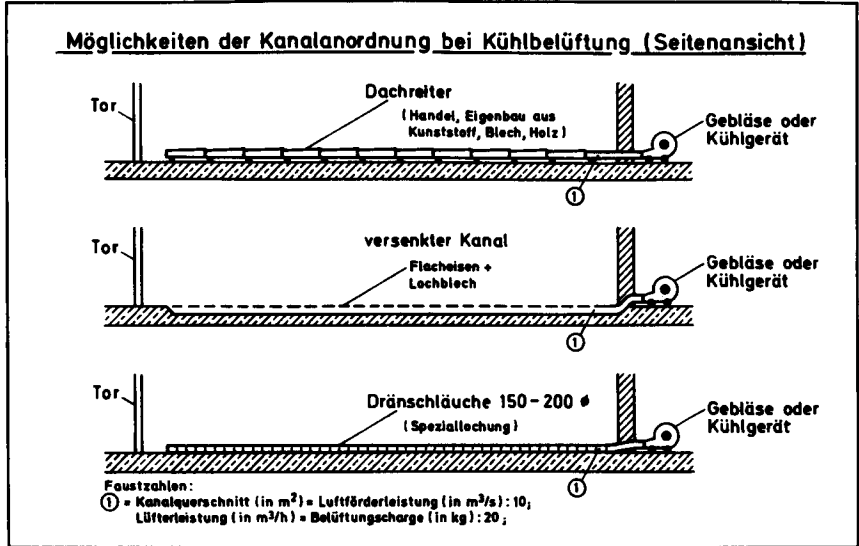 Möglichkeiten der Kanalanordnung bei Kühlbelüftung (Seitenansicht)
Tor
Dachreiter
(Handel, Eigenbau aus
Kunststoff, Blech, Holz)
Gebläse oder
Kühlgerät
1
Tor
versenkter Kanal
Flacheisen +
Lochblech
Gebläse oder
Kühlgerät
1
Tor
Dränschläuche 150-200 ø
(Speziallochung)
Gebläse oder
Kühlgerät
1
Faustzahlen:
① = Kanalquerschnitt (in m²) = Luftförderleistung (in m³/s) : 10;
Lüfterleistung (in m³/h) = Belüftungscharge (in kg) : 20;